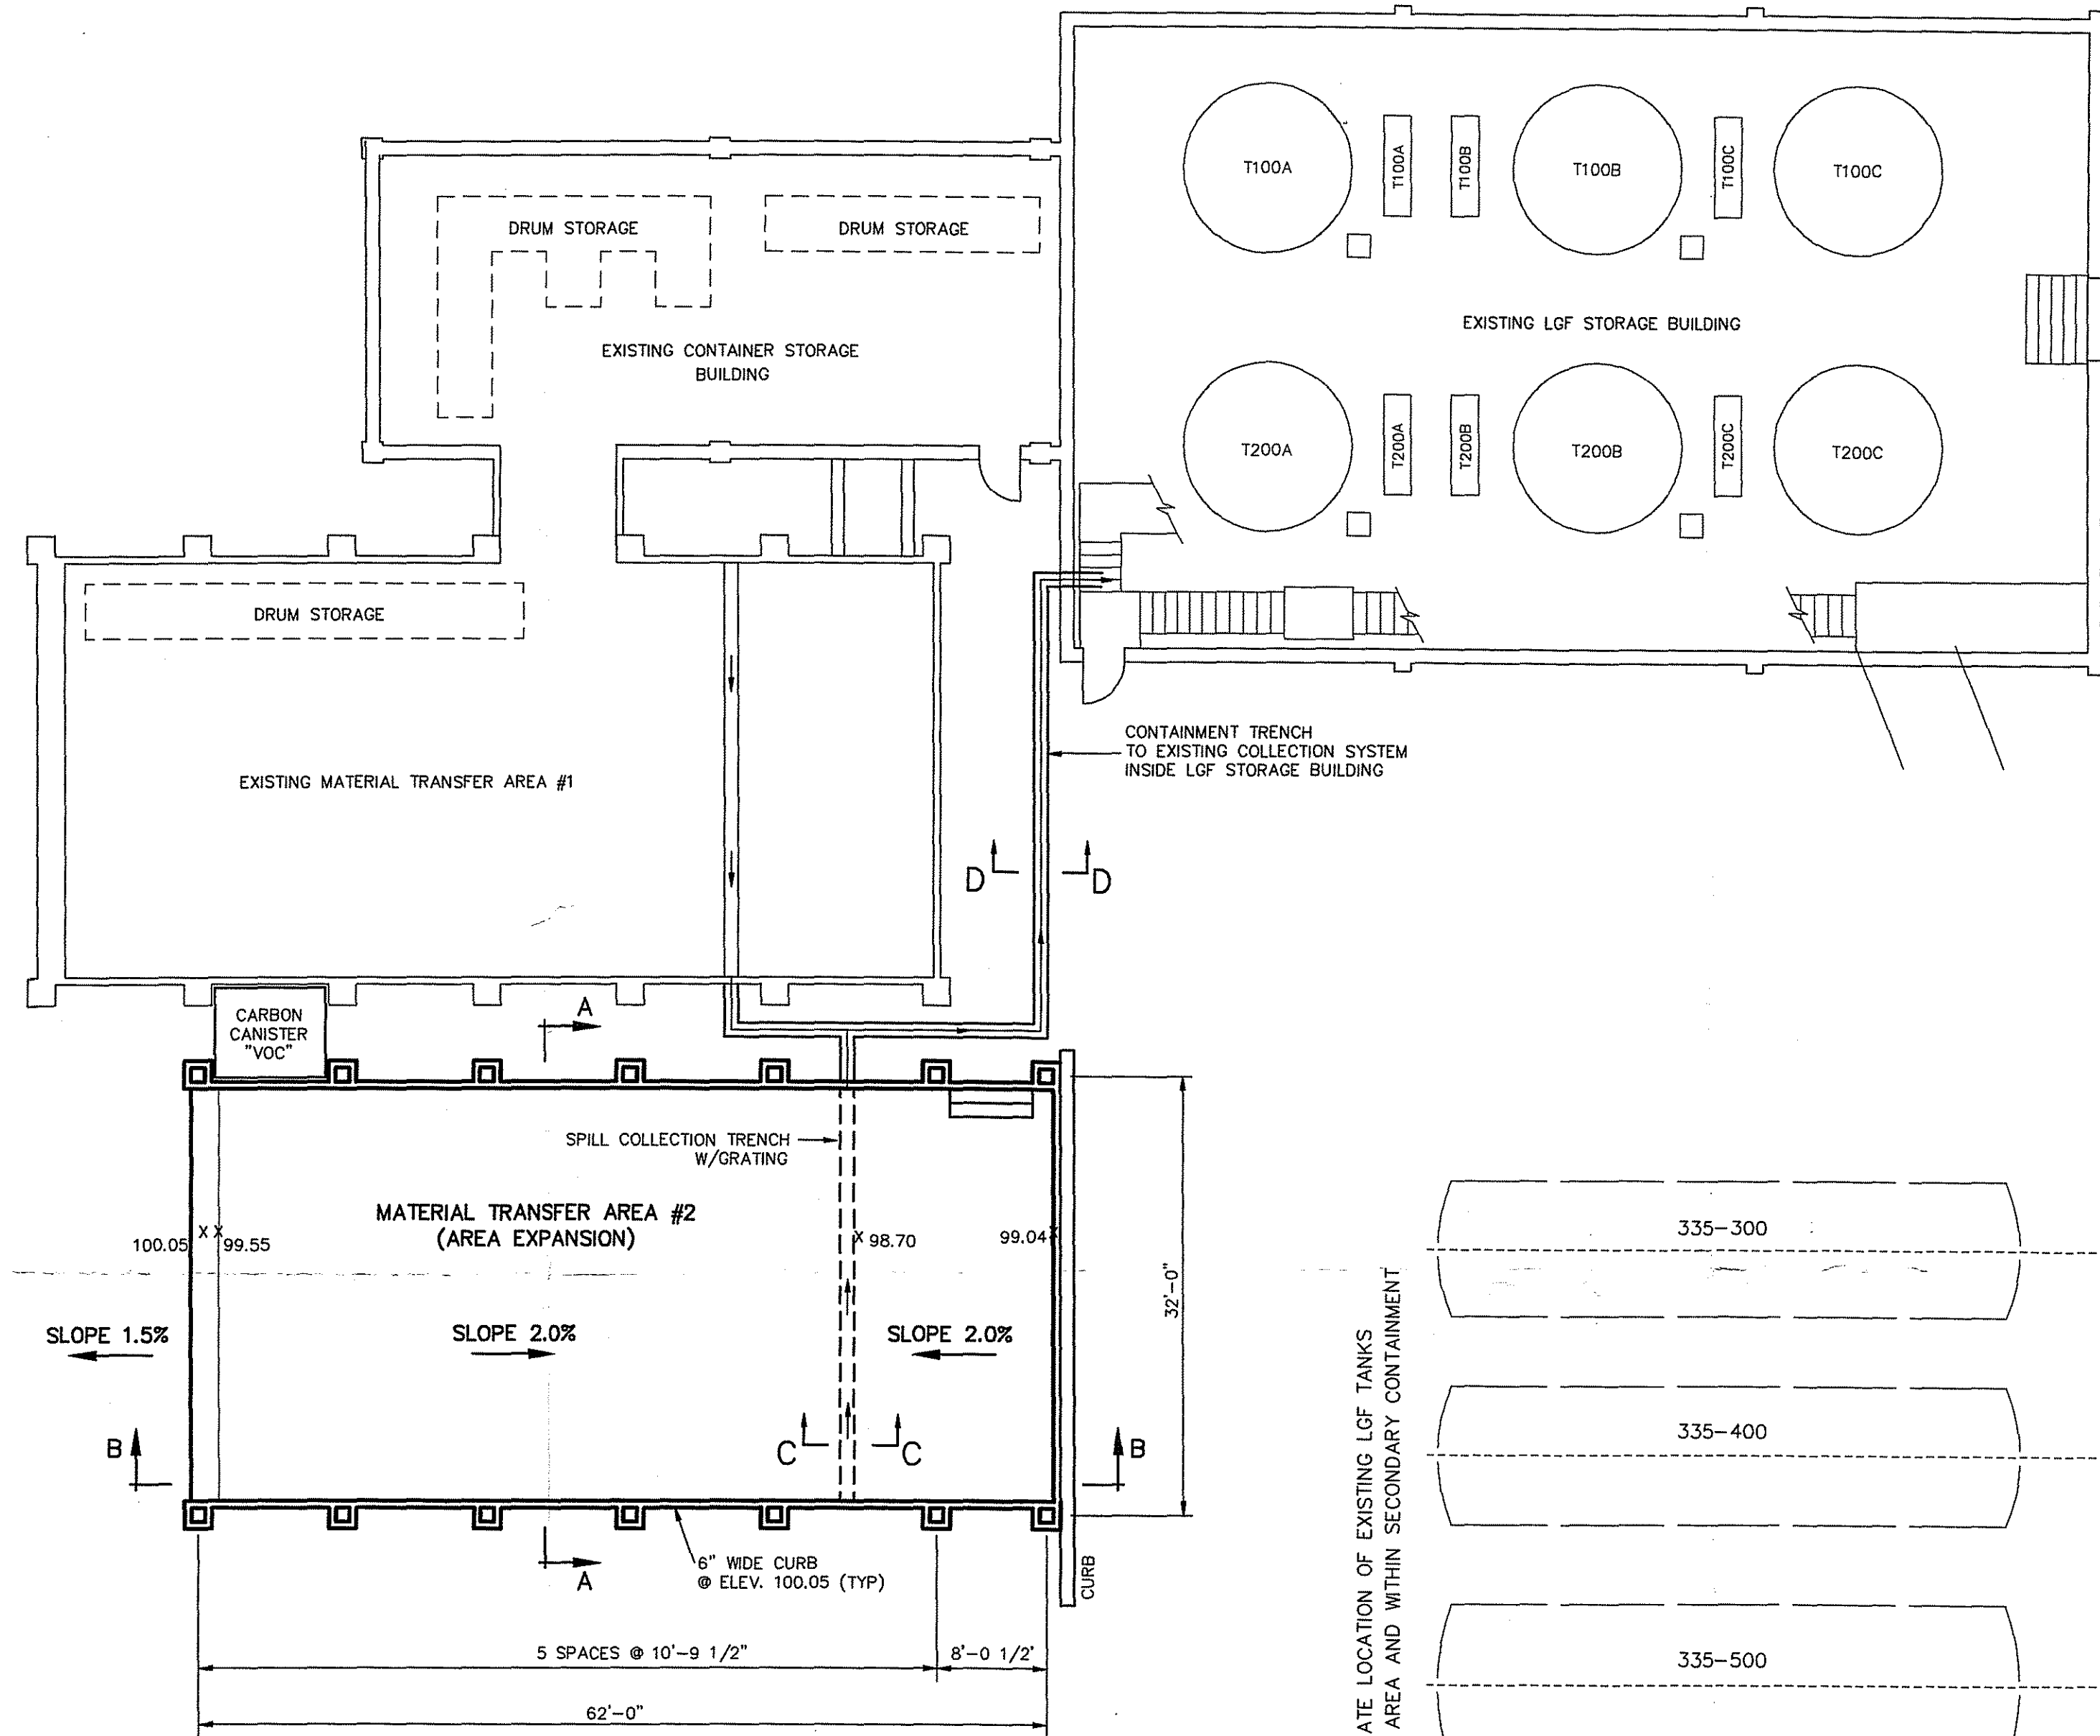 T100A
T100A
T100B
T100B
T100C
T100C
DRUM STORAGE
DRUM STORAGE
EXISTING LGF STORAGE BUILDING
EXISTING CONTAINER STORAGE
BUILDING
T200A
T200A
T200B
T200B
T200C
T200C
DRUM STORAGE
CONTAINMENT TRENCH
TO EXISTING COLLECTION SYSTEM
INSIDE LGF STORAGE BUILDING
EXISTING MATERIAL TRANSFER AREA #1
D
D
CARBON
CANISTER
"VOC"
A
SPILL COLLECTION TRENCH
W/GRATING
MATERIAL TRANSFER AREA #2
(AREA EXPANSION)
100.05
X
X
99.55
X
98.70
99.04
X
32'-0"
SLOPE 1.5%
SLOPE 2.0%
SLOPE 2.0%
B
C
C
B
A
6" WIDE CURB
@ ELEV. 100.05 (TYP)
CURB
5 SPACES @ 10'-9 1/2"
8'-0 1/2'
62'-0"
ATE LOCATION OF EXISTING LGF TANKS
AREA AND WITHIN SECONDARY CONTAINMENT
335-300
335-400
335-500